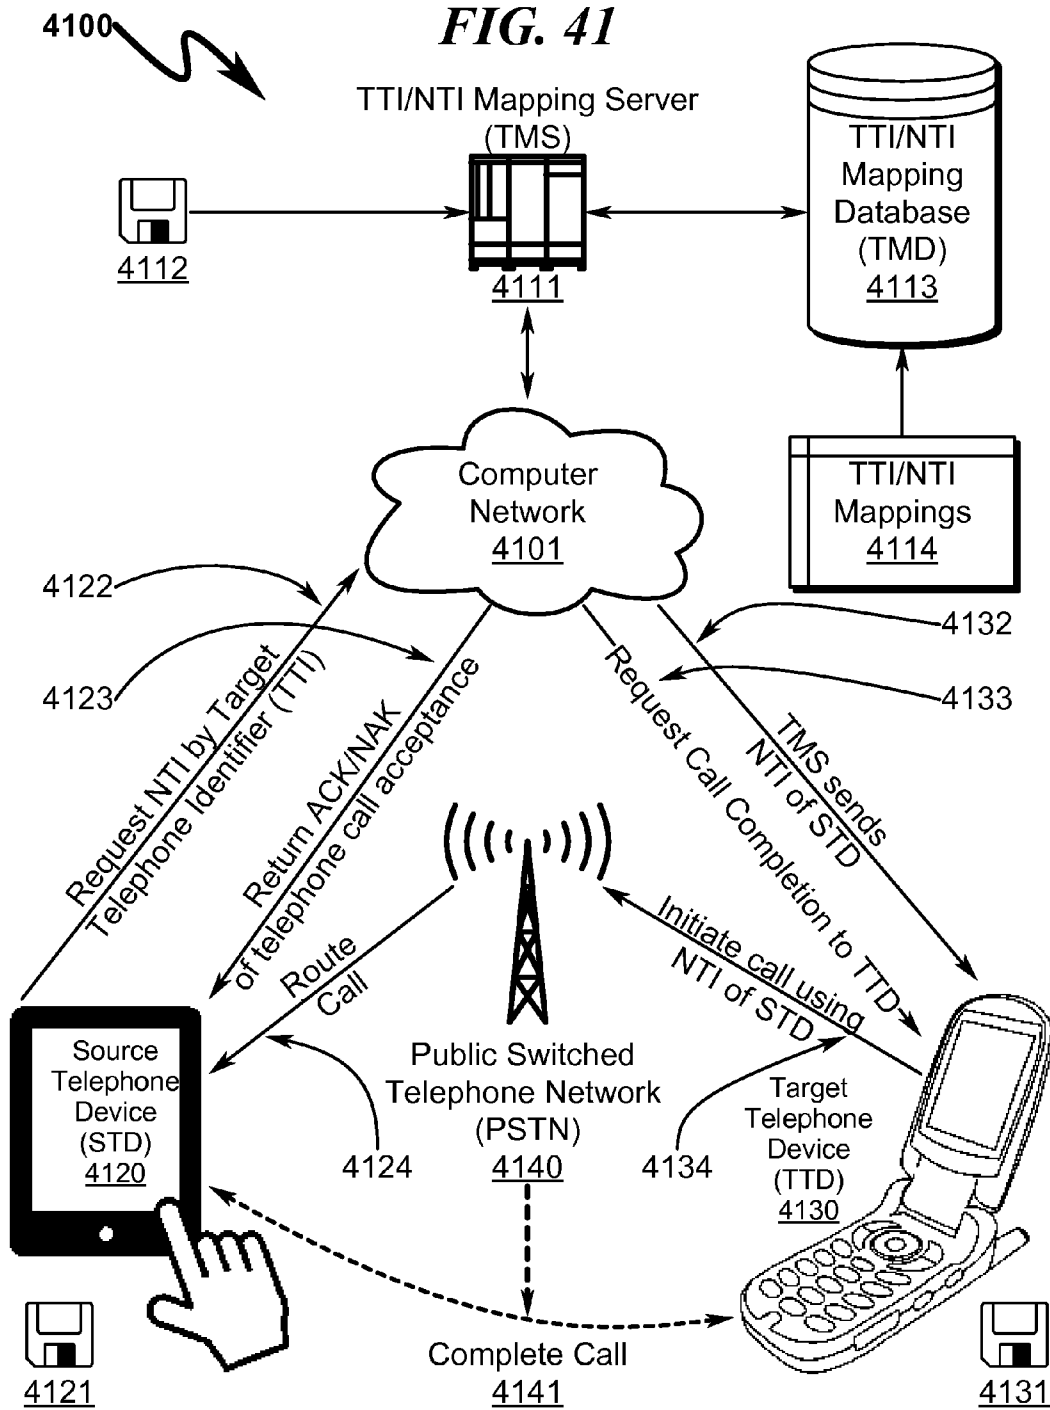 4100
FIG. 41
TTI/NTI Mapping Server
(TMS)
4111
4112
TTI/NTI
Mapping
Database
(TMD)
4113
Computer
Network
4101
TTI/NTI
Mappings
4114
4122
4123
4132
4133
Request NTI by Target
Telephone Identifier (TTI)
Return ACK/NAK
of telephone call acceptance
Request Call Completion to TTD
TMS sends
NTI of STD
Route
Call
Initiate call using
NTI of STD
Source
Telephone
Device
(STD)
4120
Public Switched
Telephone Network
(PSTN)
4140
4124
4134
Target
Telephone
Device
(TTD)
4130
Complete Call
4141
4121
4131